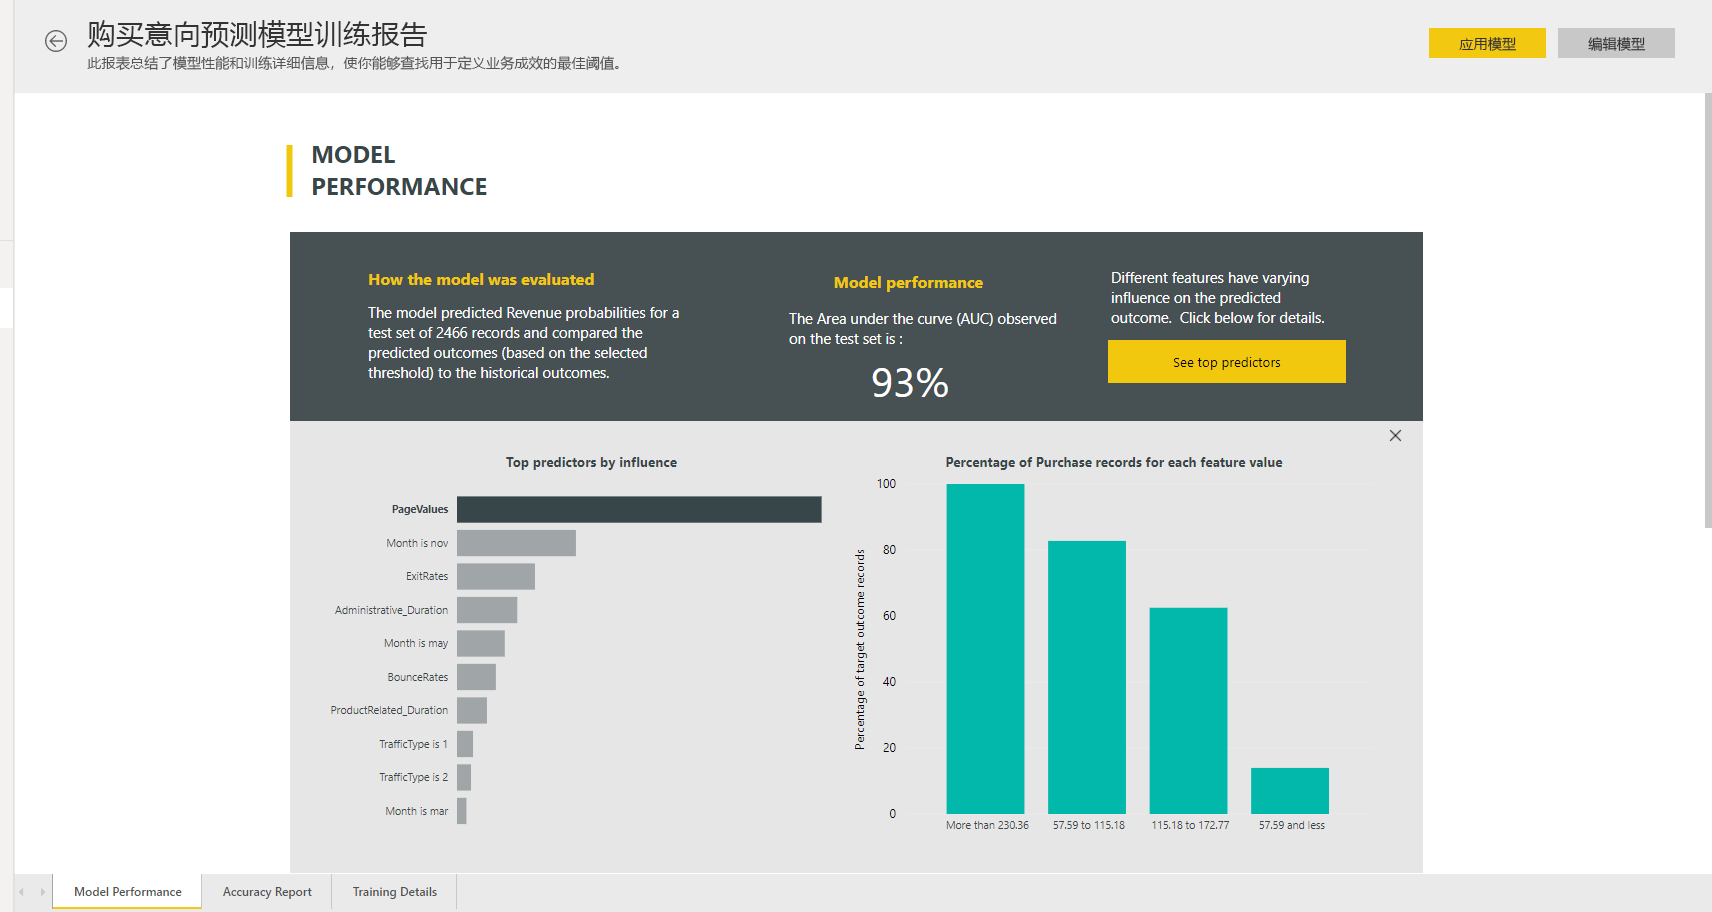 购买意向预测模型训练报告
此报表总结了模型性能和训练详细信息，使你能够查找用于定义业务成效的最佳阈值。
应用模型
编辑模型
MODEL
PERFORMANCE
How the model was evaluated
The model predicted Revenue probabilities for a
test set of 2466 records and compared the
predicted outcomes (based on the selected
threshold) to the historical outcomes.
Model performance
The Area under the curve (AUC) observed
on the test set is :
93%
Different features have varying
influence on the predicted
outcome. Click below for details.
See top predictors
Top predictors by influence
PageValues
Month is nov
ExitRates
Administrative_Duration
Month is may
BounceRates
ProductRelated_Duration
TrafficType is 1
TrafficType is 2
Month is mar
Percentage of Purchase records for each feature value
Percentage of target outcome records
100
80
60
40
20
0
More than 230.36
57.59 to 115.18
115.18 to 172.77
57.59 and less
Model Performance
Accuracy Report
Training Details